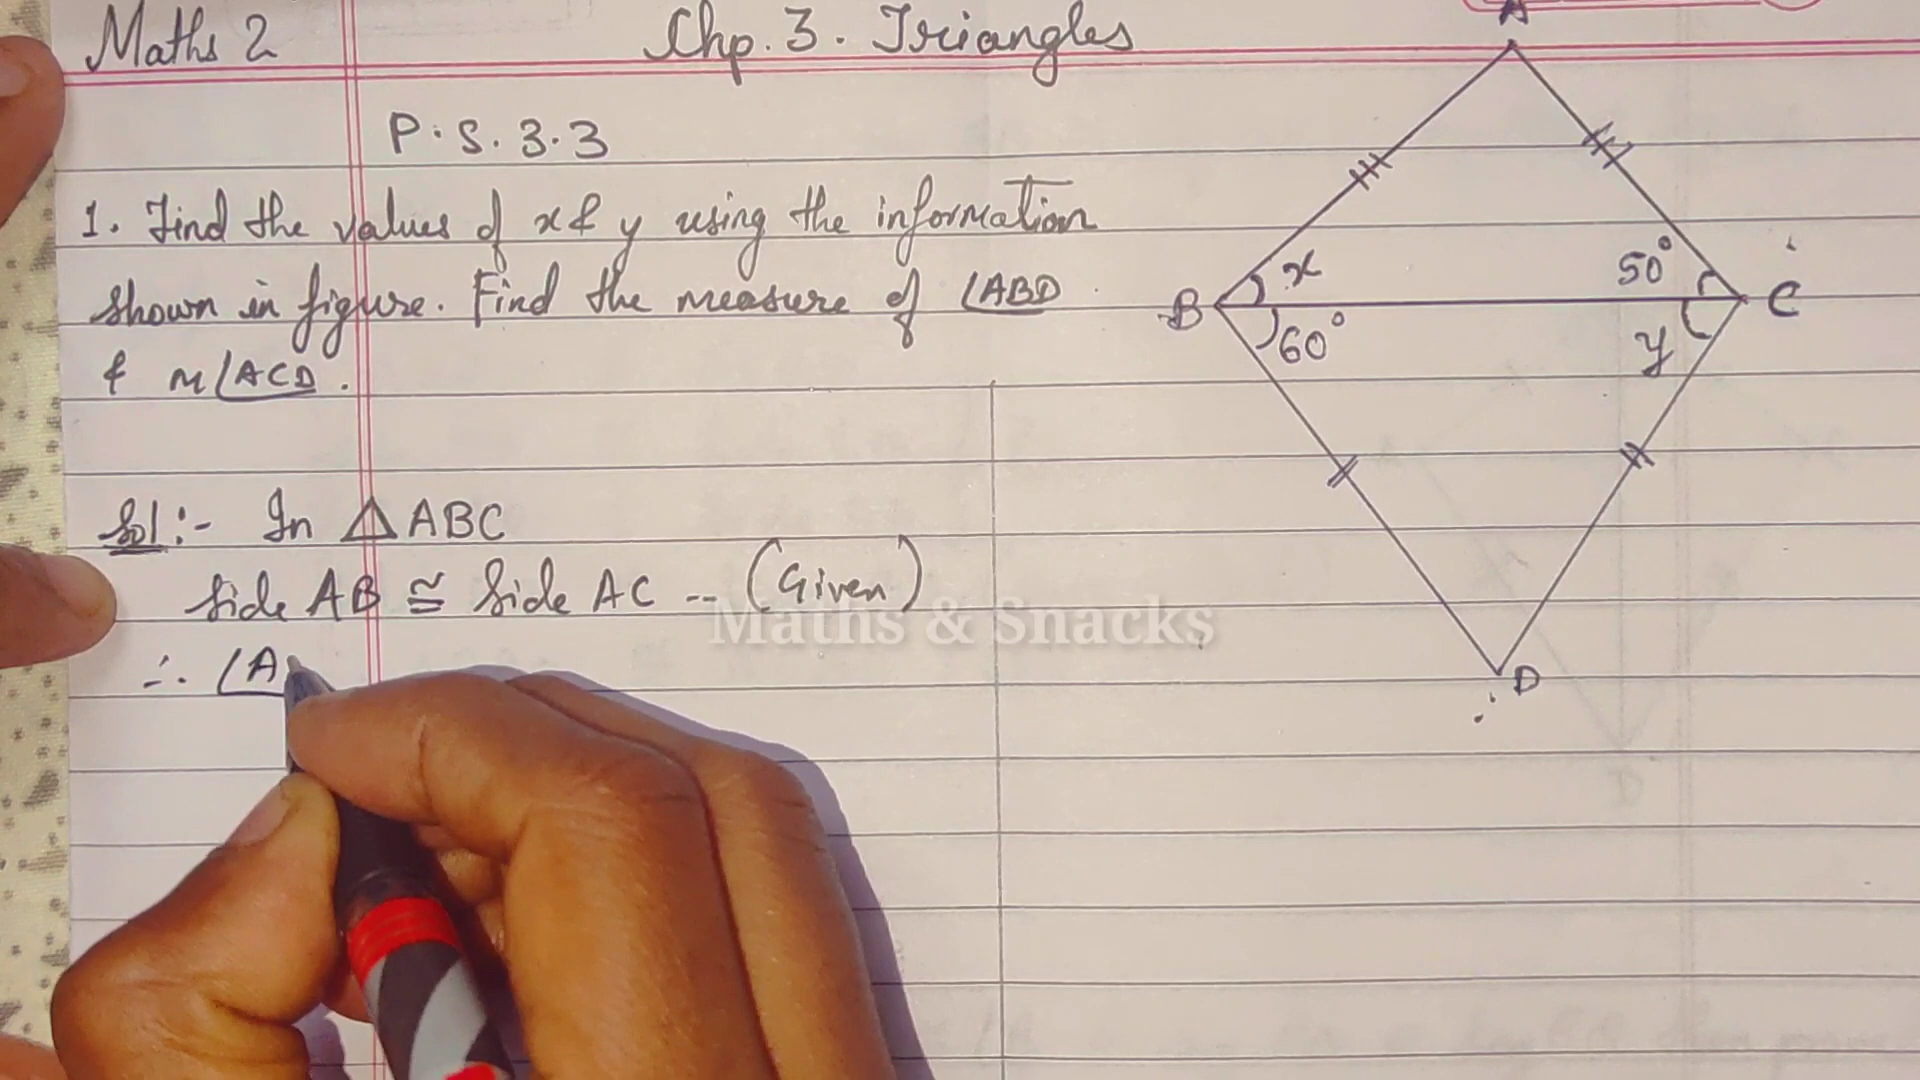 Maths 2
Chp. 3. Triangles
P.S. 3.3
1. Find the values of x & y using the information
shown in figure. Find the measure of ∠ABD
& m∠ACD.
A
B
x
50°
C
60°
y
D
Sol:- In △ABC
Side AB ≅ Side AC -- (Given)
∴ ∠A
Maths & Snacks